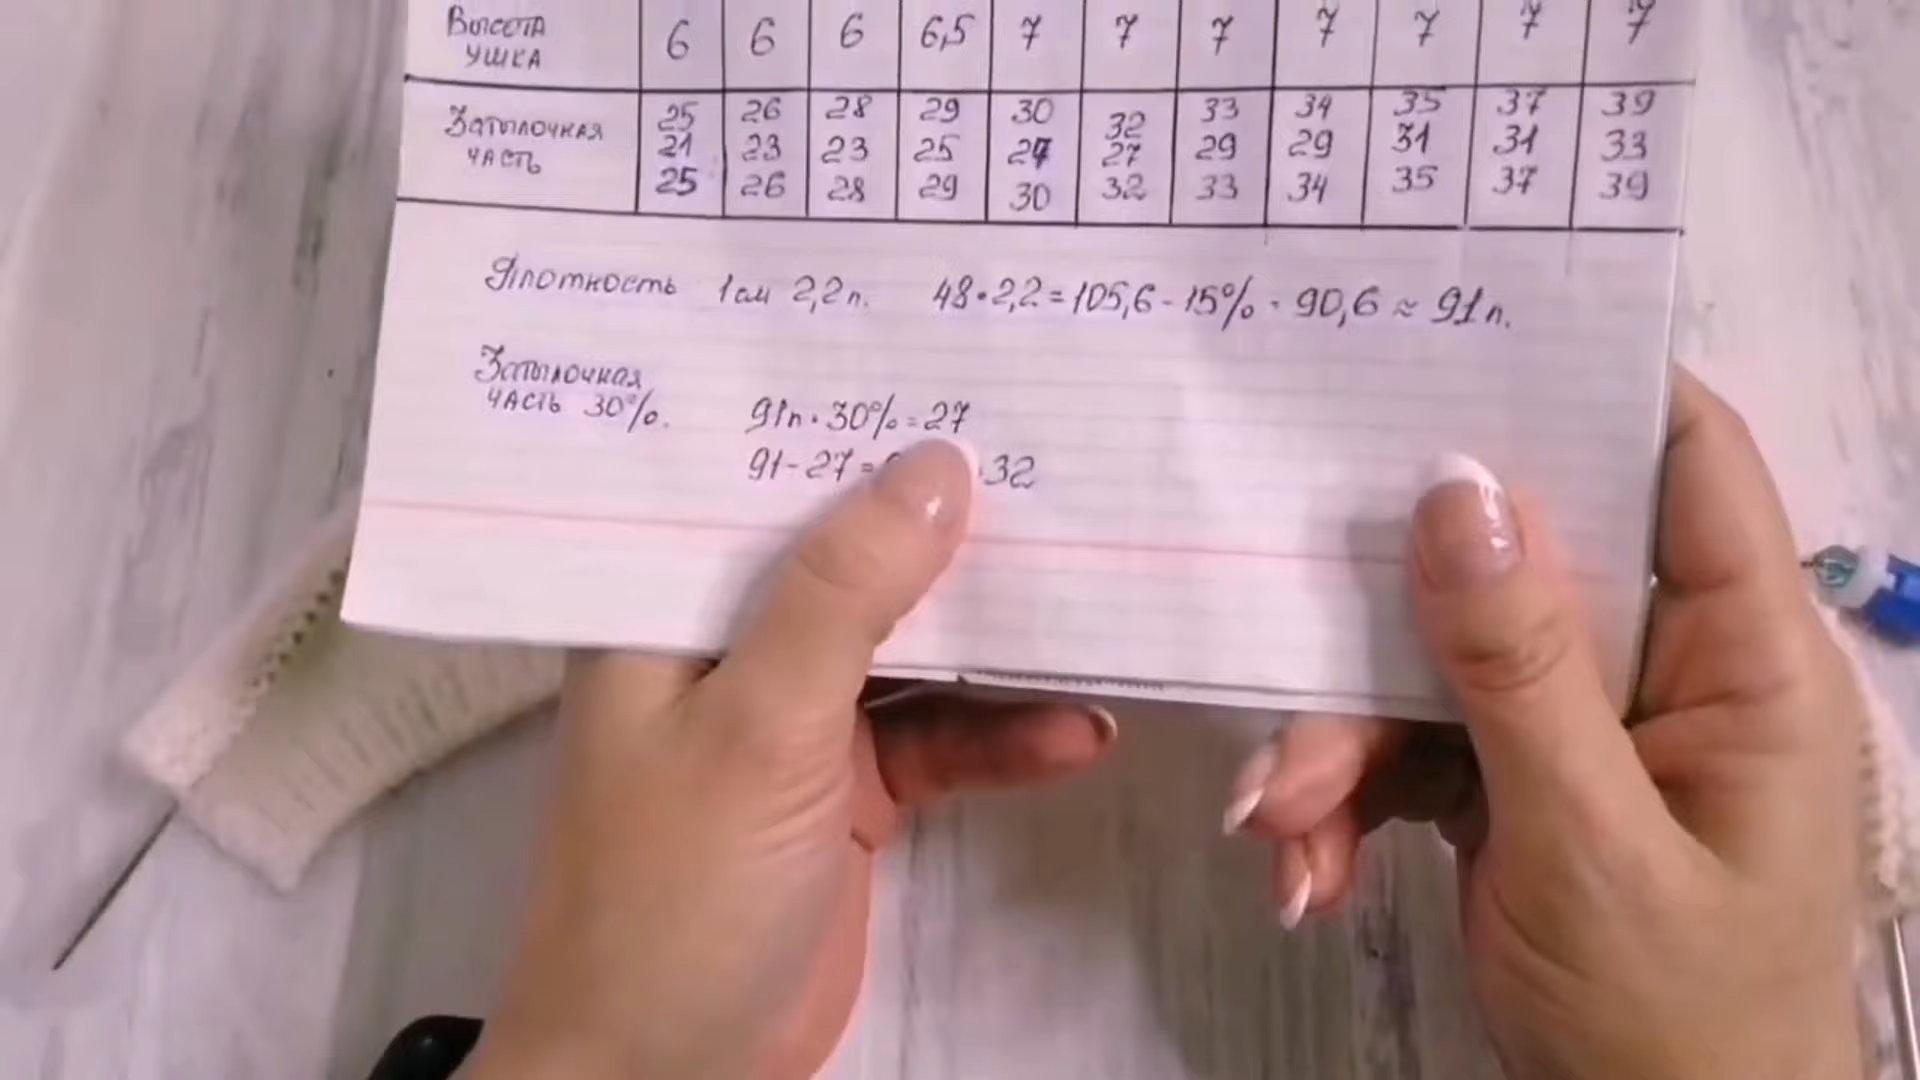 Высота ушка 6 6 6 6,5 7 7 7 7 7 7 7
Затылочная часть 25 26 28 29 30 32 33 34 35 37 39
21 23 23 25 27 27 29 29 31 31 33
25 26 28 29 30 32 33 34 35 37 39
Плотность 1 см 2,2 п. 48·2,2=105,6-15%=90,6≈91п.
Затылочная
часть 30%. 91п·30%=27
91-27= 32